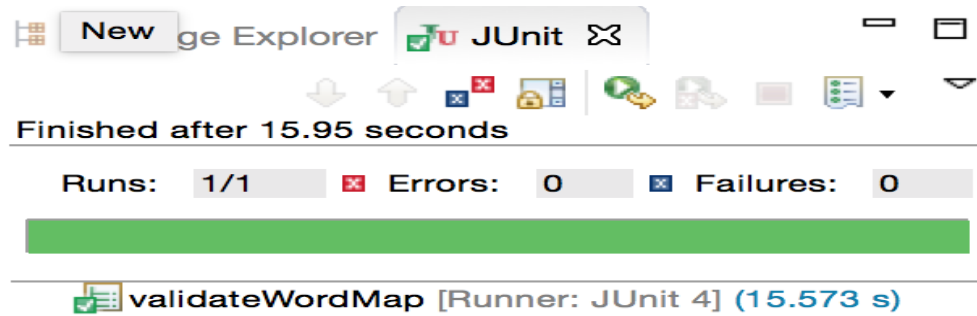 New ge Explorer JU JUnit
Finished after 15.95 seconds
Runs: 1/1 Errors: 0 Failures: 0
validateWordMap [Runner: JUnit 4] (15.573 s)